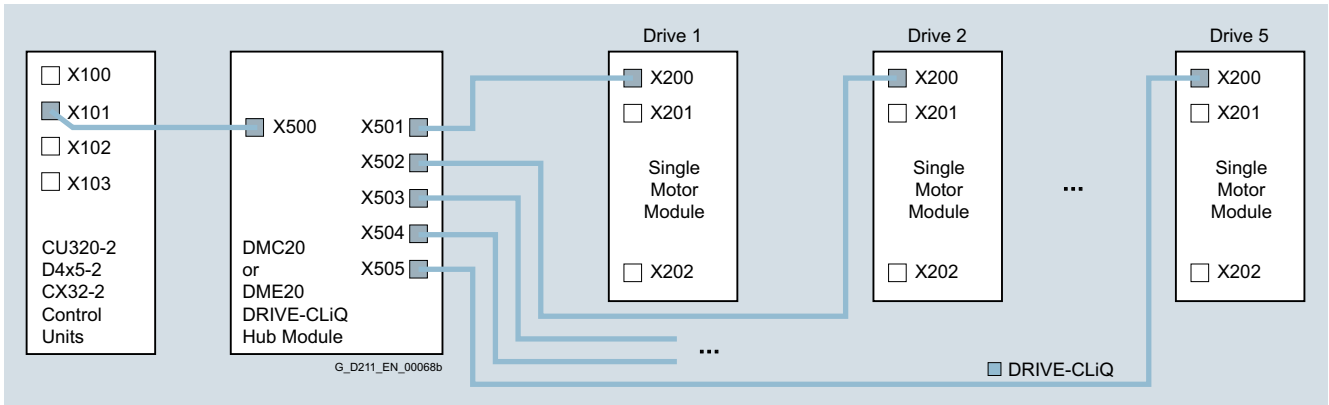 Drive 1
Drive 2
Drive 5
X100
X101
X102
X103
CU320-2
D4x5-2
CX32-2
Control
Units
X500
X501
X502
X503
X504
X505
DMC20
or
DME20
DRIVE-CLiQ
Hub Module
G_D211_EN_00068b
X200
X201
Single
Motor
Module
X202
...
X200
X201
Single
Motor
Module
X202
...
X200
X201
Single
Motor
Module
X202
DRIVE-CLiQ